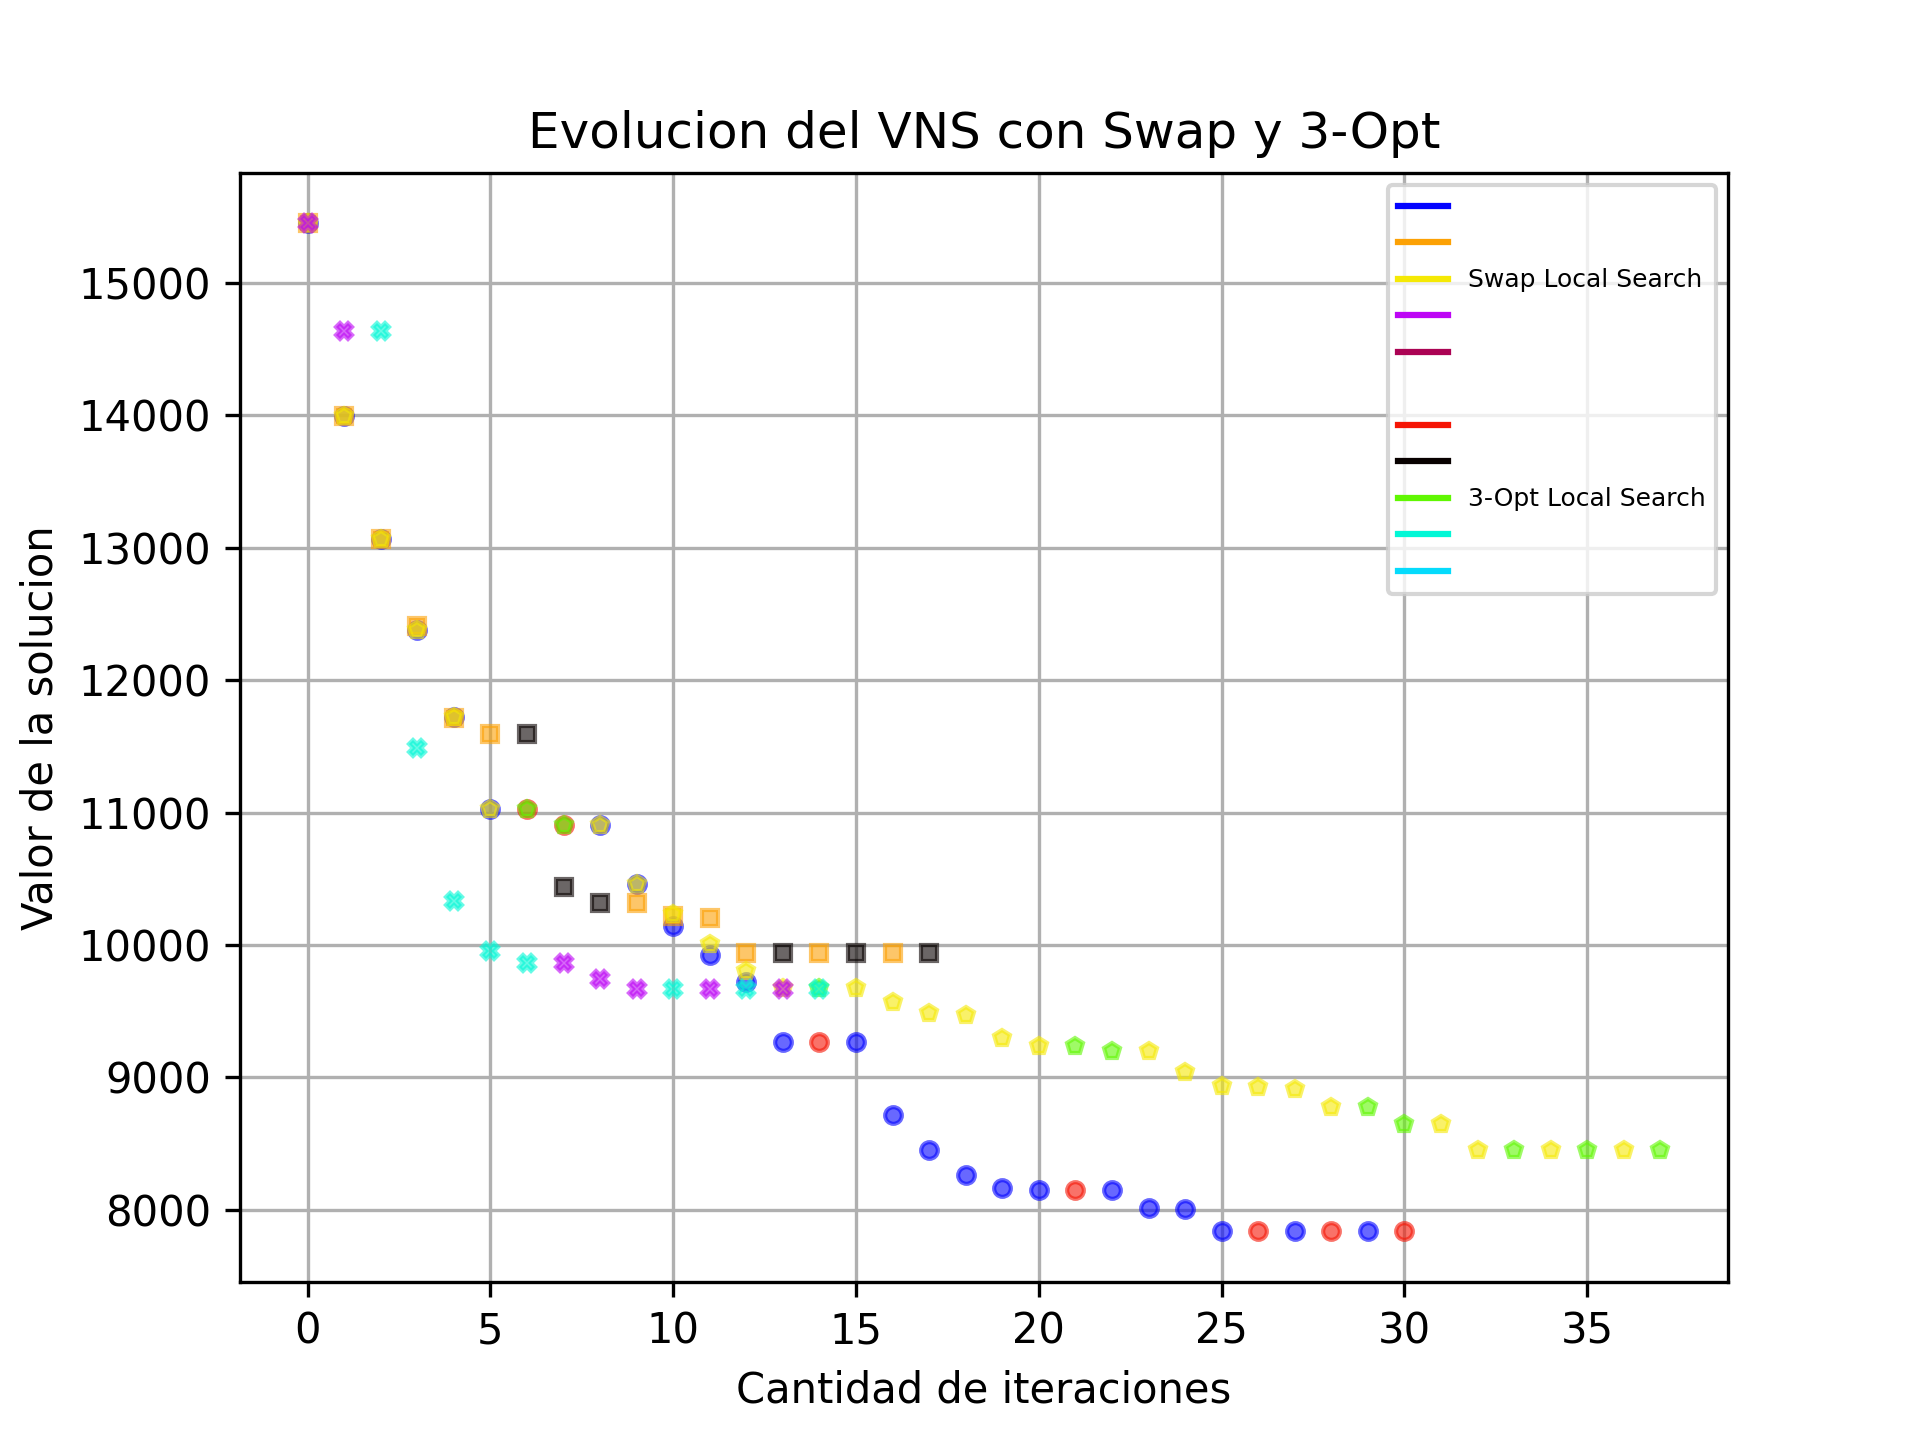 Evolucion del VNS con Swap y 3-Opt
Swap Local Search
3-Opt Local Search
Valor de la solucion
15000
14000
13000
12000
11000
10000
9000
8000
0 5 10 15 20 25 30 35
Cantidad de iteraciones